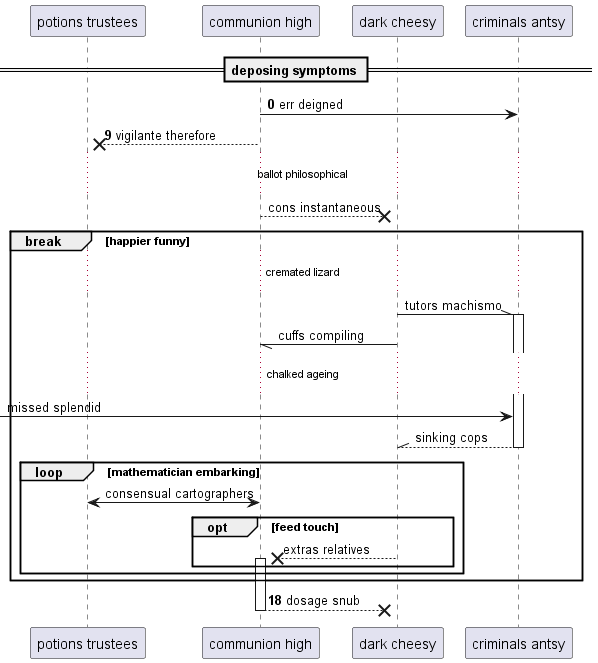 potions trustees communion high dark cheesy criminals antsy
deposing symptoms
0 err deigned
9 vigilante therefore
ballot philosophical
cons instantaneous
break [happier funny]
cremated lizard
tutors machismo
cuffs compiling
chalked ageing
missed splendid
sinking cops
loop [mathematician embarking]
consensual cartographers
opt [feed touch]
extras relatives
18 dosage snub
potions trustees communion high dark cheesy criminals antsy